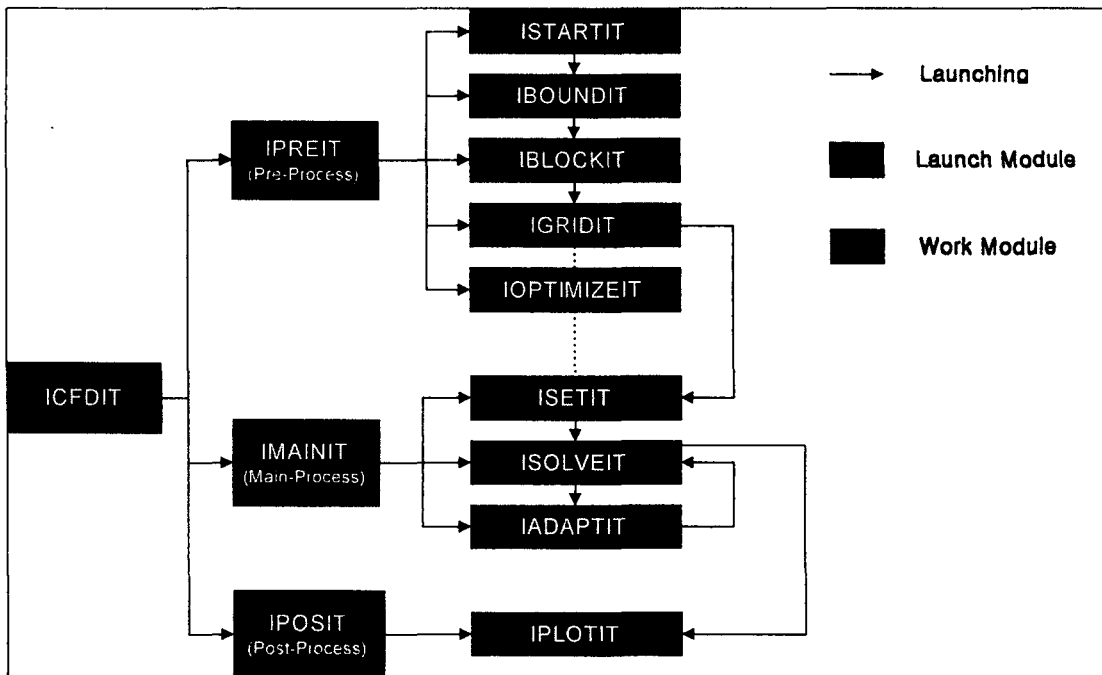 ISTARTIT
IBOUNDIT
IPREIT
(Pre-Process)
IBLOCKIT
IGRIDIT
IOPTIMIZEIT
ICFDIT
ISETIT
IMAINIT
(Main-Process)
ISOLVEIT
IADAPTIT
IPOSIT
(Post-Process)
IPLOTIT
Launching
Launch Module
Work Module